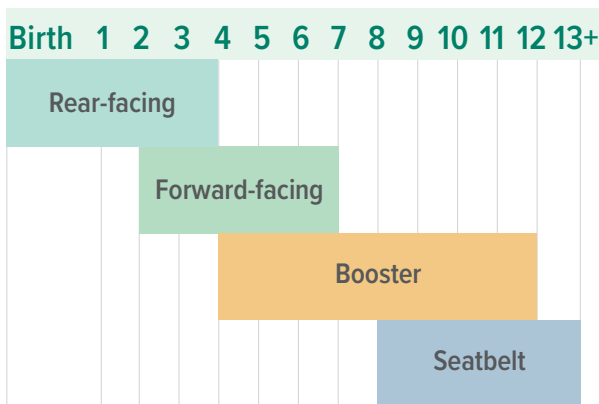 Birth 1 2 3 4 5 6 7 8 9 10 11 12 13+
Rear-facing
Forward-facing
Booster
Seatbelt